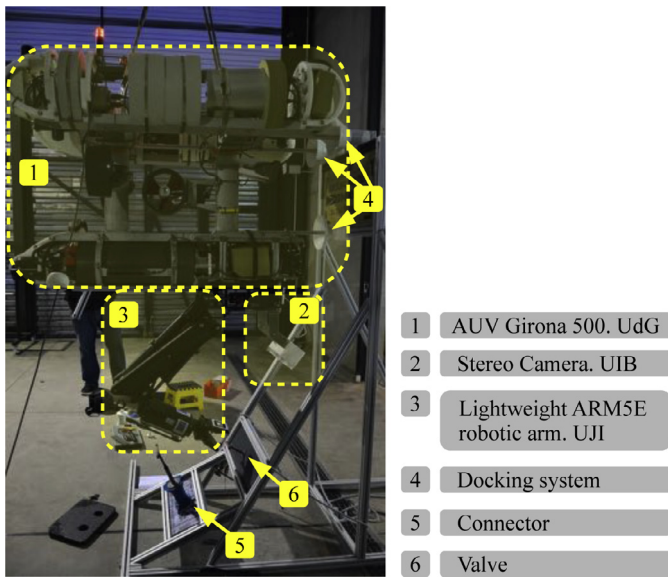 1
4
3
2
6
5
1 AUV Girona 500. UdG
2 Stereo Camera. UIB
3 Lightweight ARM5E
robotic arm. UJI
4 Docking system
5 Connector
6 Valve